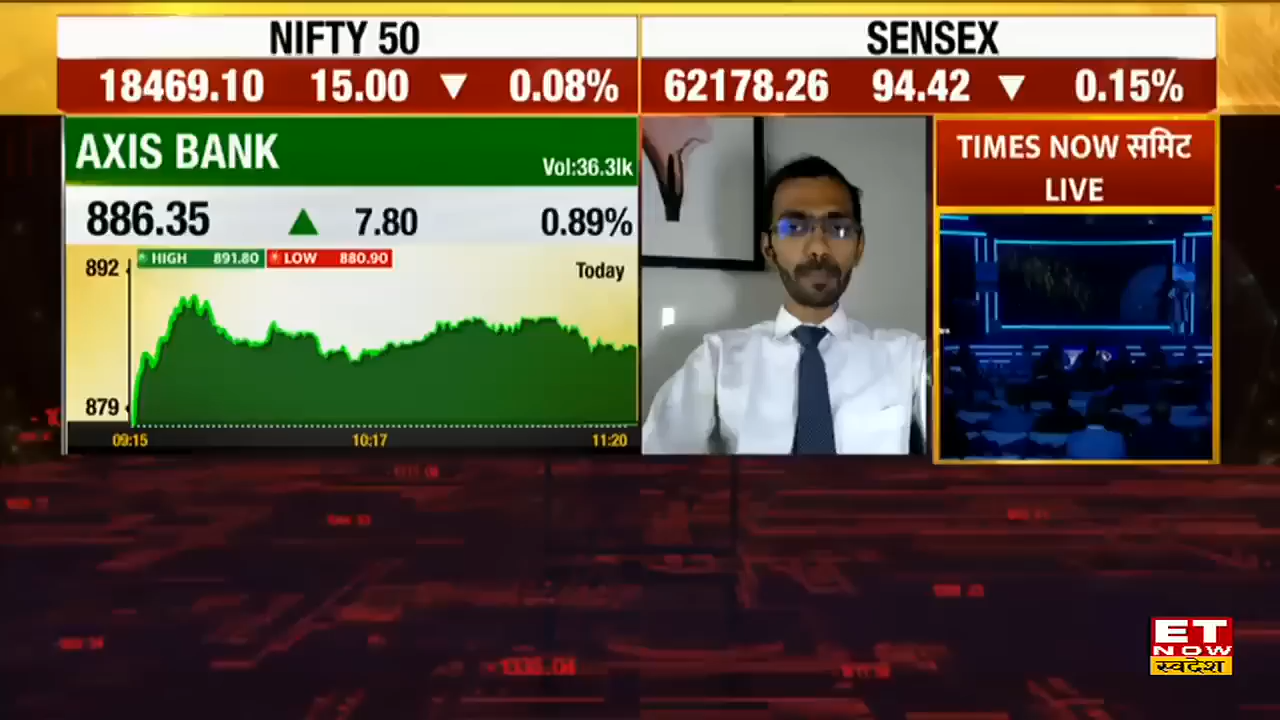 NIFTY 50
18469.10 15.00 ▼ 0.08%
SENSEX
62178.26 94.42 ▼ 0.15%
AXIS BANK
Vol:36.3lk
886.35 ▲ 7.80 0.89%
HIGH 891.80 LOW 880.90
Today
892
879
09:15 10:17 11:20
TIMES NOW समिट
LIVE
ET
NOW
स्वदेश